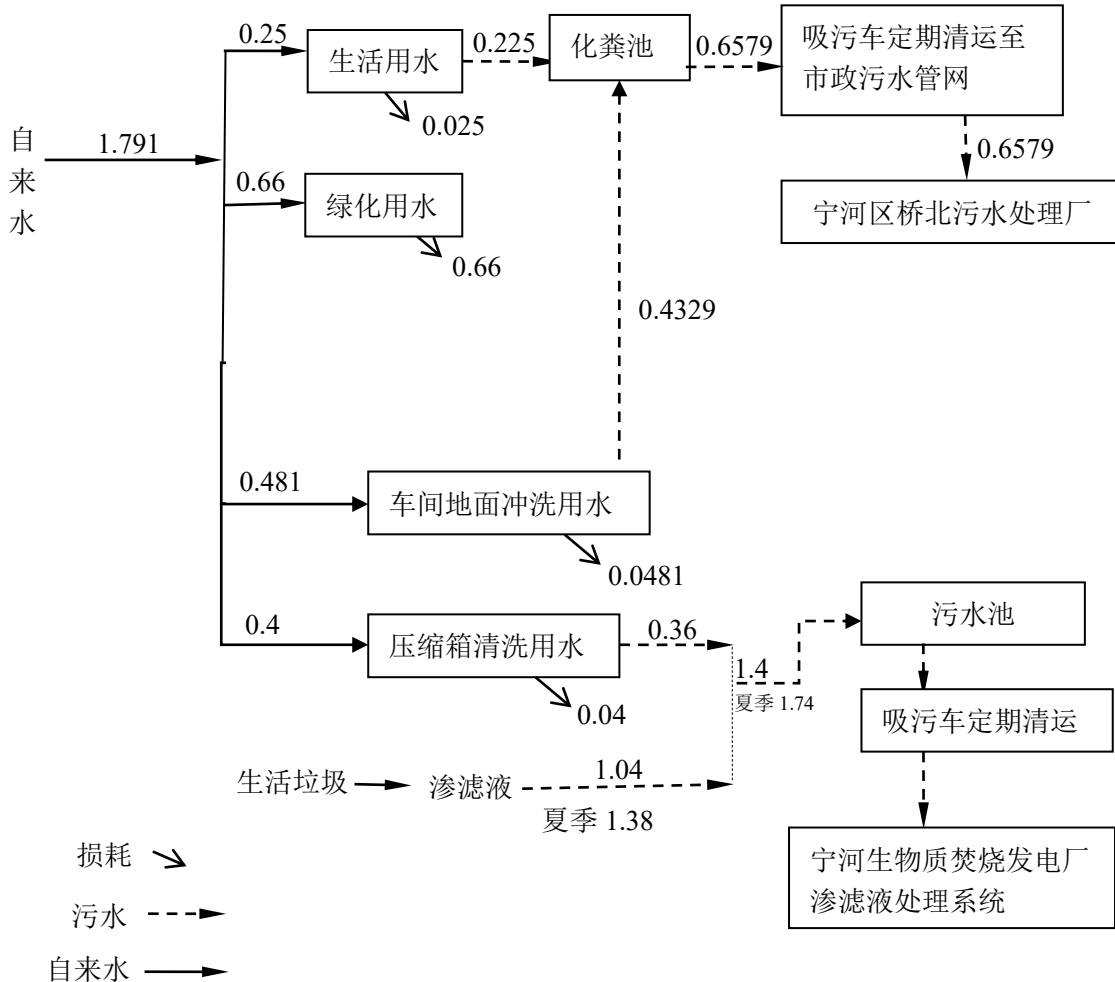 0.25
生活用水
0.225
化粪池
0.6579
吸污车定期清运至
市政污水管网
0.025
自
来
水
1.791
0.6579
0.66
绿化用水
宁河区桥北污水处理厂
0.66
0.4329
0.481
车间地面冲洗用水
0.0481
0.4
压缩箱清洗用水
0.36
污水池
1.4
夏季 1.74
0.04
吸污车定期清运
生活垃圾
渗滤液
1.04
夏季 1.38
宁河生物质焚烧发电厂
渗滤液处理系统
损耗
污水
自来水